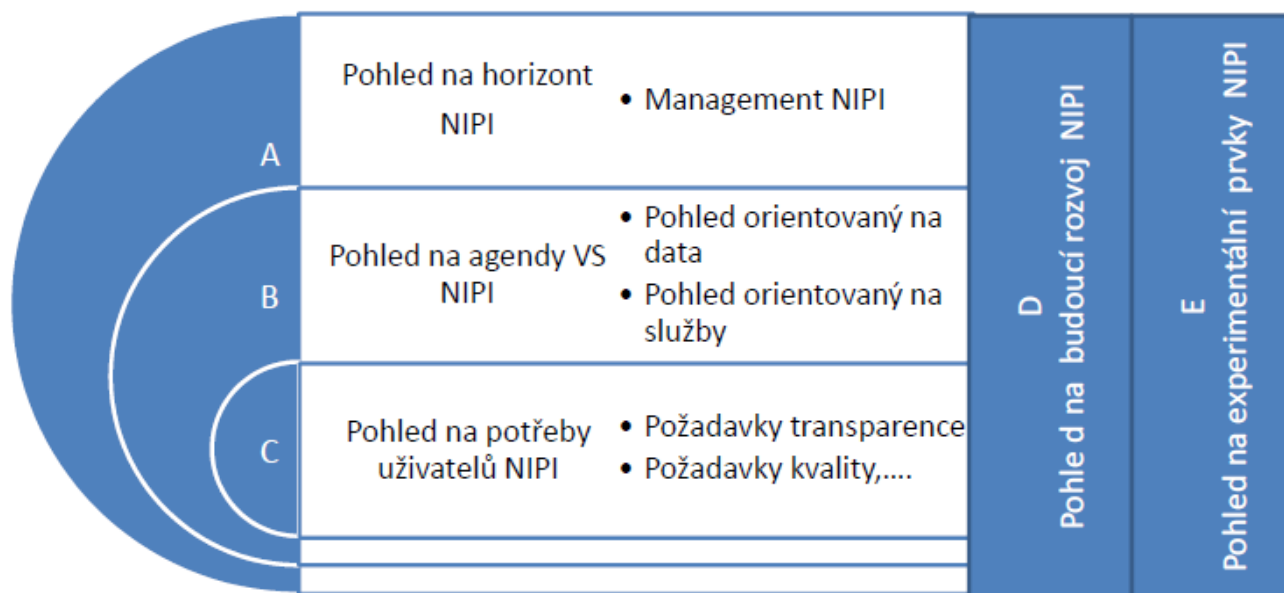 A
Pohled na horizont
NIPI
• Management NIPI
B
Pohled na agendy VS
NIPI
• Pohled orientovaný na
data
• Pohled orientovaný na
služby
C
Pohled na potřeby
uživatelů NIPI
• Požadavky transparence
• Požadavky kvality,....
D
Pohled na budoucí rozvoj NIPI
E
Pohled na experimentální prvky NIPI